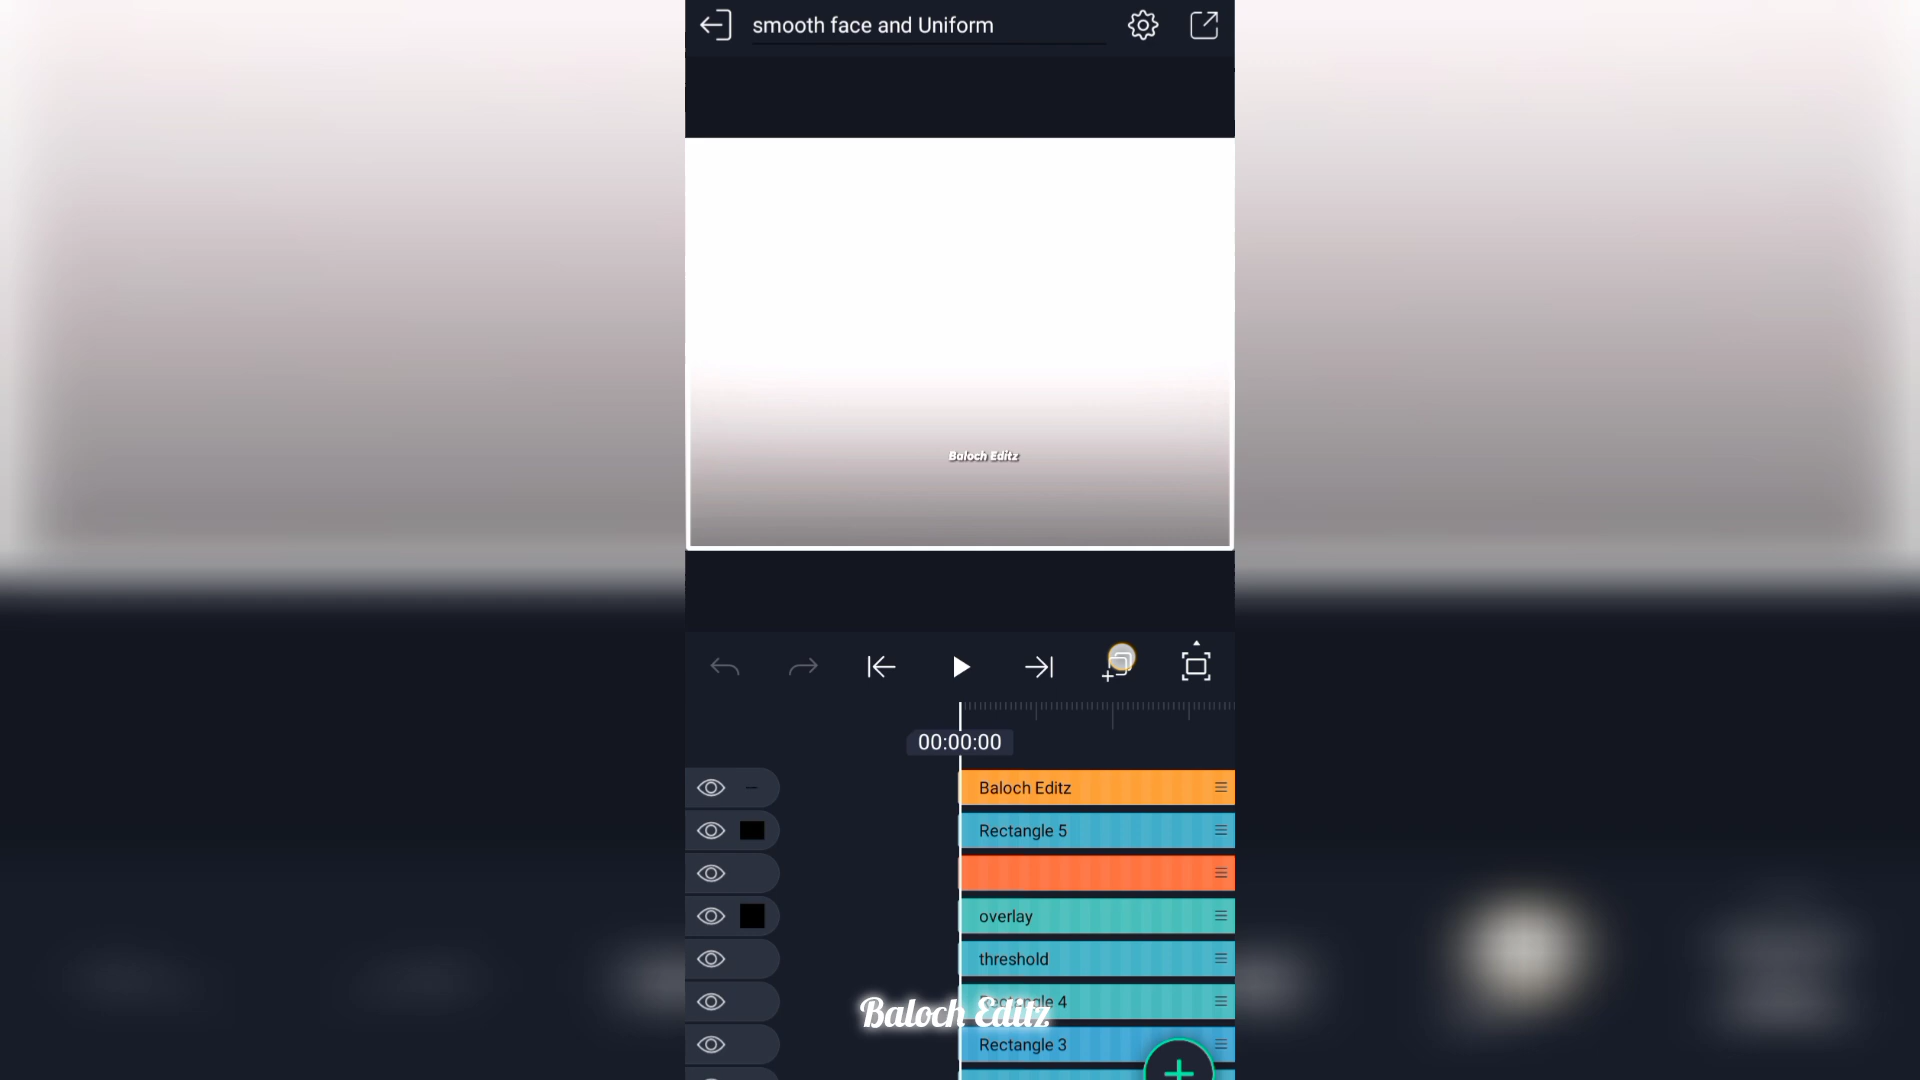 smooth face and Uniform
Baloch Editz
00:00:00
Baloch Editz
Rectangle 5
overlay
threshold
Rectangle 4
Baloch Editz
Rectangle 3